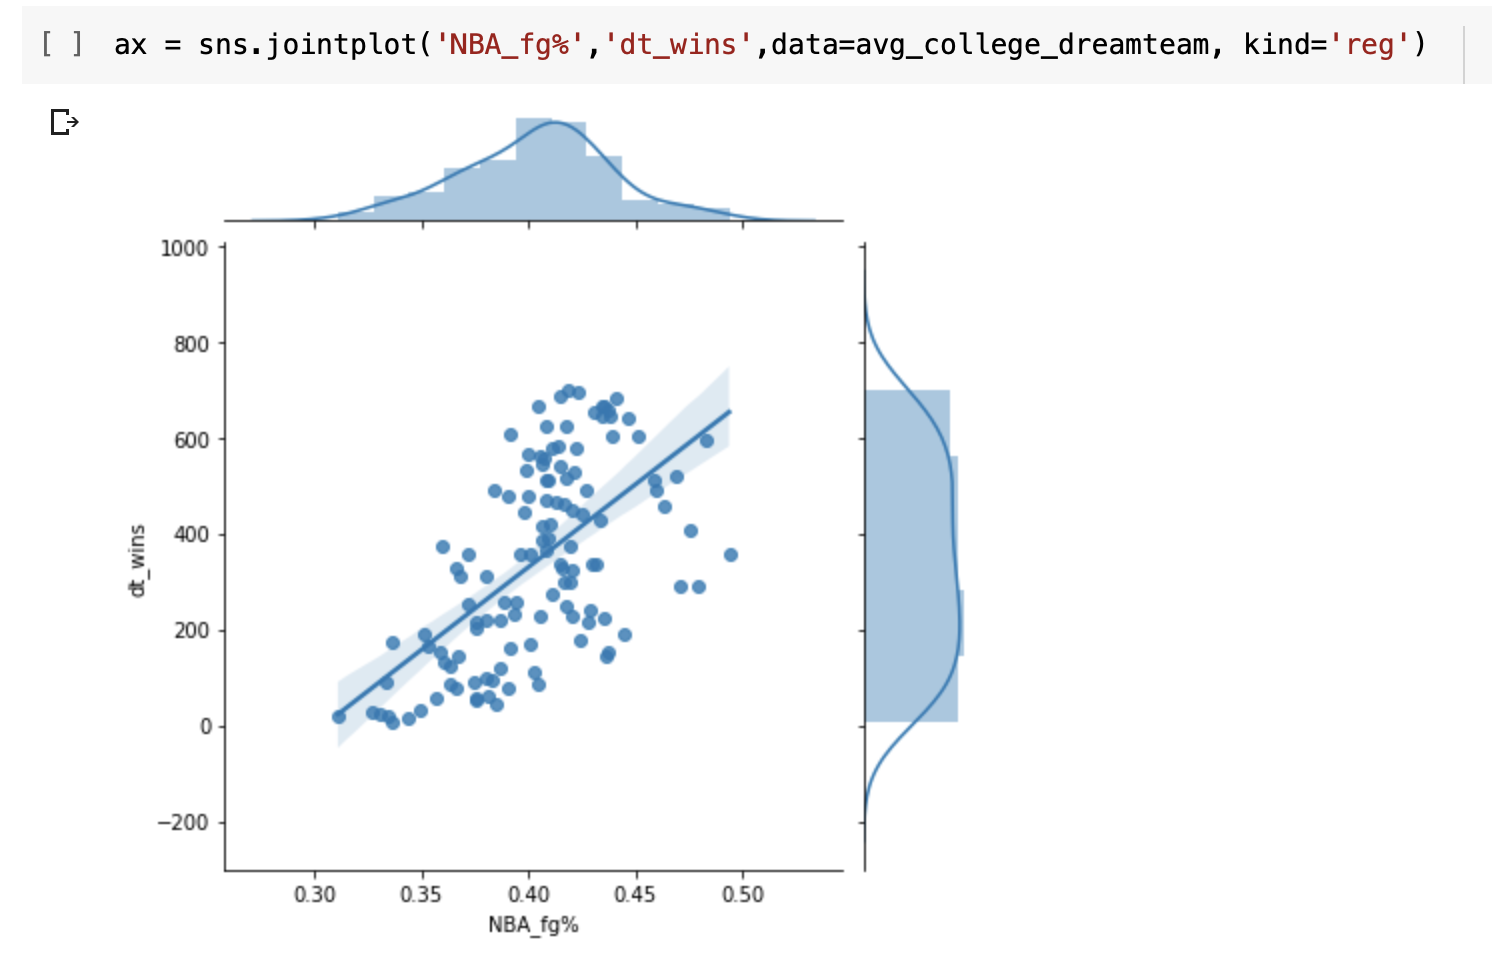 [ ] ax = sns.jointplot('NBA_fg%','dt_wins',data=avg_college_dreamteam, kind='reg')
1000
800
600
400
200
0
−200
dt_wins
0.30 0.35 0.40 0.45 0.50
NBA_fg%